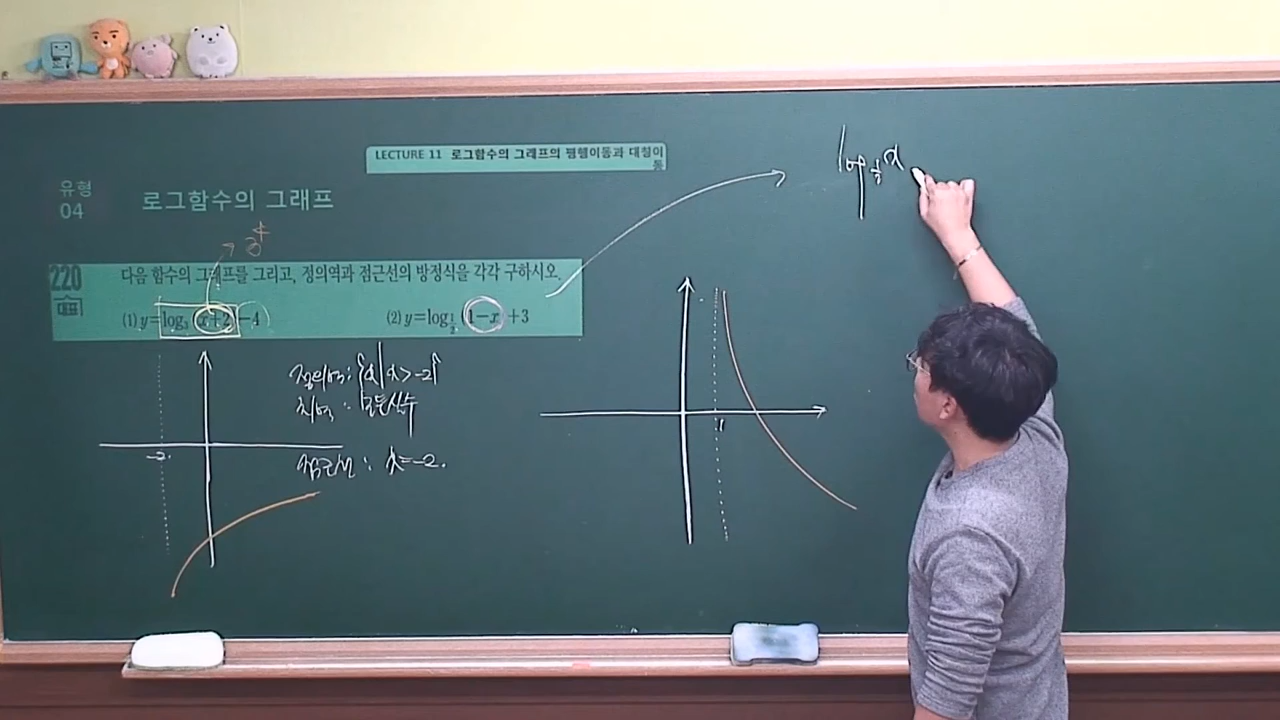 LECTURE 11 로그함수의 그래프의 평행이동과 대칭이
동
유형
04
로그함수의 그래프
220
대표
다음 함수의 그래프를 그리고, 정의역과 점근선의 방정식을 각각 구하시오.
(1) y=log₃(x+2)-4
(2) y=log½(1-x)+3
정의역: {x|x>-2}
치역 : 모든실수
점근선 : x=-2.
-2.
1
log½x